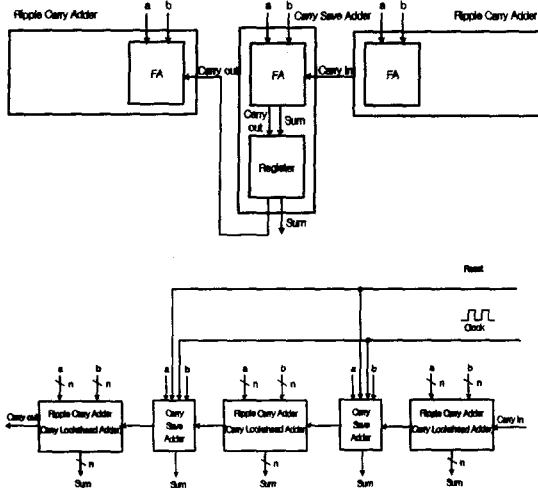 Ripple Carry Adder
a b
Carry Save Adder
a b
Ripple Carry Adder
a b
FA
Carry out
FA
Carry In
FA
Carry out
Sum
Register
Sum
Reset
Clock
a n b n
a b
a n b n
a b
a n b n
Carry out
Ripple Carry Adder
Carry Lookahead Adder
Carry Save Adder
Ripple Carry Adder
Carry Lookahead Adder
Carry Save Adder
Ripple Carry Adder
Carry Lookahead Adder
Carry In
n
n
n
Sum
Sum
Sum
Sum
Sum